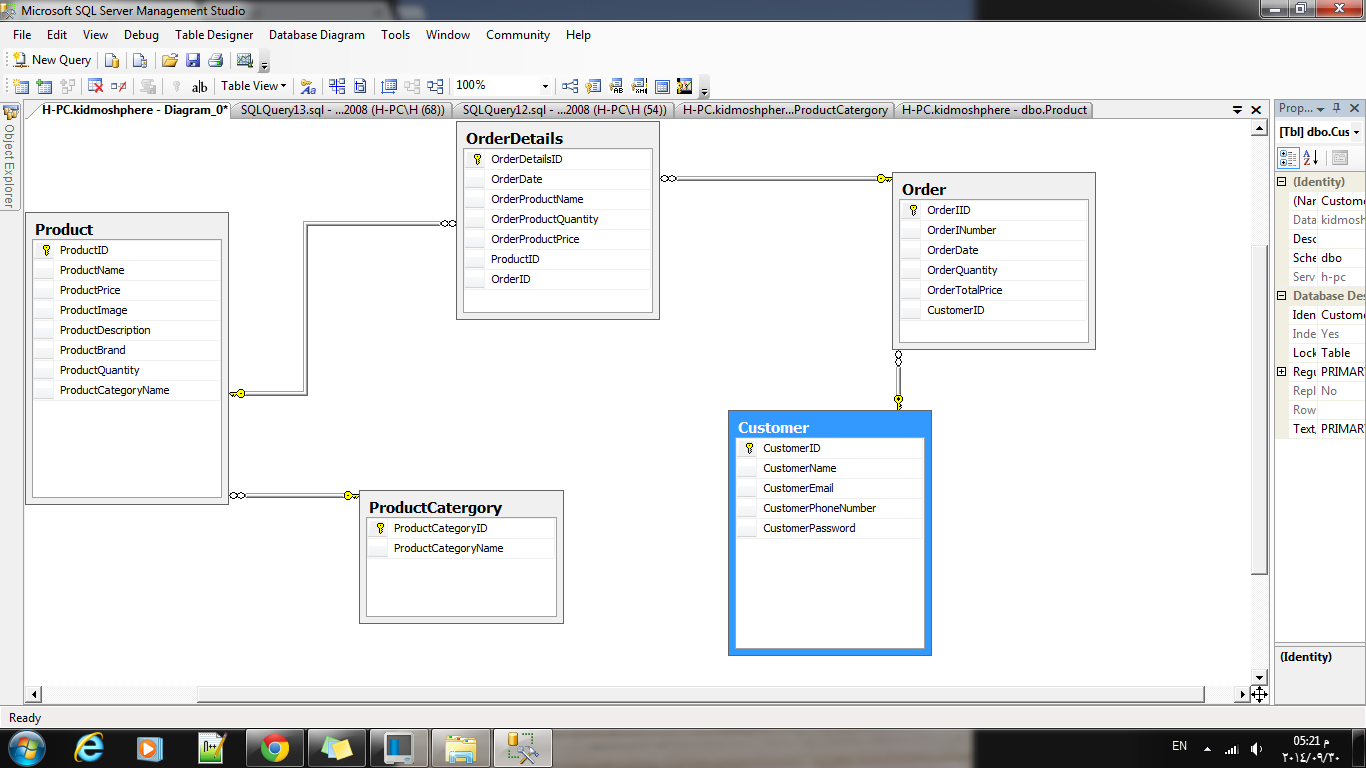 Microsoft SQL Server Management Studio
File Edit View Debug Table Designer Database Diagram Tools Window Community Help
New Query
ab Table View 100%
H-PC.kidmoshphere - Diagram_0* SQLQuery13.sql - ...2008 (H-PC\H (68)) SQLQuery12.sql - ...2008 (H-PC\H (54)) H-PC.kidmoshpher...ProductCatergory H-PC.kidmoshphere - dbo.Product
Object Explorer
Product
ProductID
ProductName
ProductPrice
ProductImage
ProductDescription
ProductBrand
ProductQuantity
ProductCategoryName
OrderDetails
OrderDetailsID
OrderDate
OrderProductName
OrderProductQuantity
OrderProductPrice
ProductID
OrderID
Order
OrderIID
OrderINumber
OrderDate
OrderQuantity
OrderTotalPrice
CustomerID
ProductCatergory
ProductCategoryID
ProductCategoryName
Customer
CustomerID
CustomerName
CustomerEmail
CustomerPhoneNumber
CustomerPassword
Prop...
[Tbl] dbo.Cus
(Identity)
(Nar Custome
Data kidmosh
Desc
Sche dbo
Serv h-pc
Database Des
Iden Custome
Inde Yes
Lock Table
Regu PRIMAR
Repl No
Row
Text, PRIMAR
(Identity)
Ready
EN
05:21 م
٢٠١٤/٠٩/٣٠